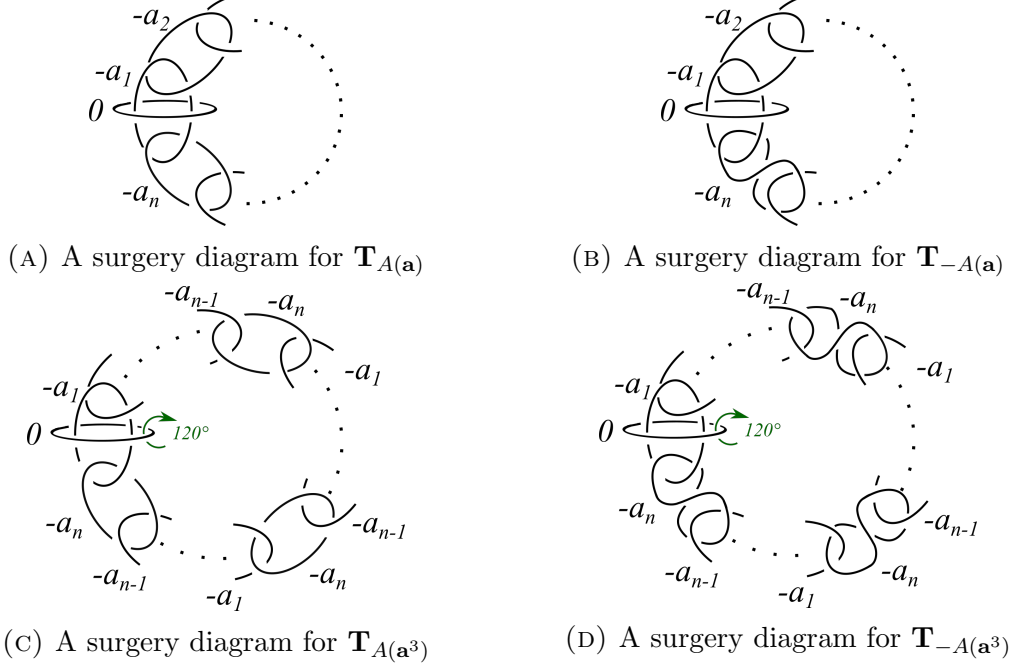 -a_2 -a_2
-a_1 -a_1
0 0
-a_n -a_n
(A) A surgery diagram for T_{A(a)} (B) A surgery diagram for T_{-A(a)}
-a_{n-1} -a_n -a_{n-1} -a_n
-a_1 -a_1 -a_1 -a_1
0 120° 0 120°
-a_n -a_{n-1} -a_n -a_{n-1}
-a_{n-1} -a_1 -a_n -a_{n-1} -a_1 -a_n
(C) A surgery diagram for T_{A(a^3)} (D) A surgery diagram for T_{-A(a^3)}